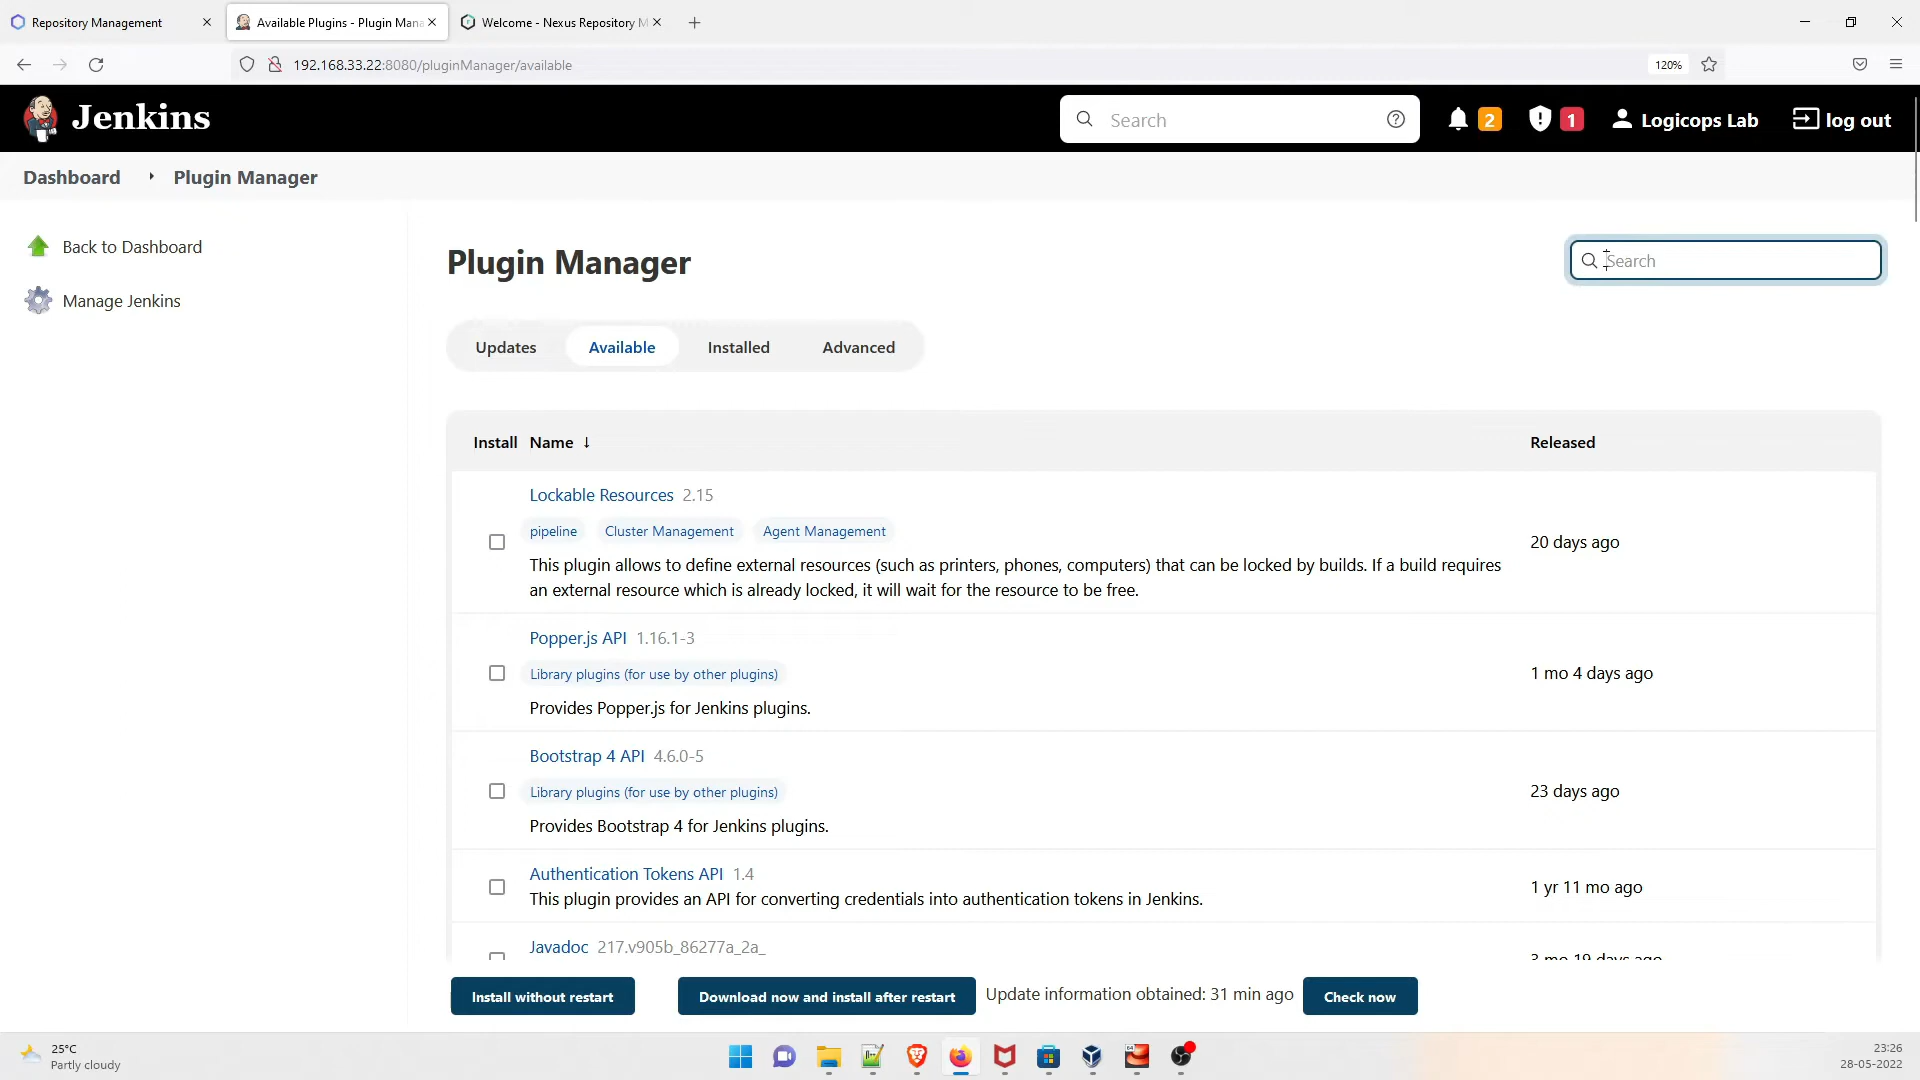 Repository Management
Available Plugins - Plugin Mana
Welcome - Nexus Repository M
192.168.33.22:8080/pluginManager/available
120%
Jenkins
Search
2
1
Logicops Lab
log out
Dashboard
Plugin Manager
Back to Dashboard
Manage Jenkins
Plugin Manager
Search
Updates
Available
Installed
Advanced
Install Name ↓
Released
Lockable Resources 2.15
pipeline
Cluster Management
Agent Management
This plugin allows to define external resources (such as printers, phones, computers) that can be locked by builds. If a build requires
an external resource which is already locked, it will wait for the resource to be free.
20 days ago
Popper.js API 1.16.1-3
Library plugins (for use by other plugins)
Provides Popper.js for Jenkins plugins.
1 mo 4 days ago
Bootstrap 4 API 4.6.0-5
Library plugins (for use by other plugins)
Provides Bootstrap 4 for Jenkins plugins.
23 days ago
Authentication Tokens API 1.4
This plugin provides an API for converting credentials into authentication tokens in Jenkins.
1 yr 11 mo ago
Javadoc 217.v905b_86277a_2a_
3 mo 19 days ago
Install without restart
Download now and install after restart
Update information obtained: 31 min ago
Check now
25°C
Partly cloudy
23:26
28-05-2022